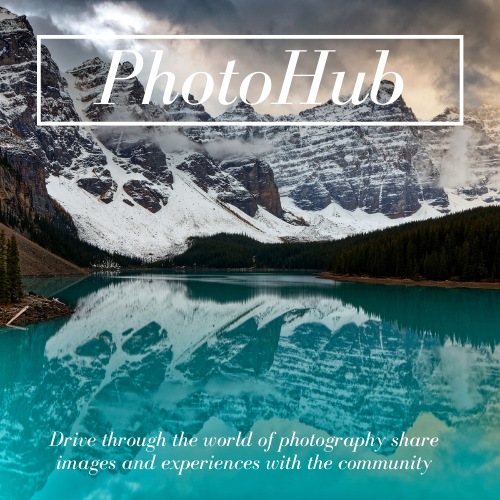 PhotoHub
Drive through the world of photography share
images and experiences with the community